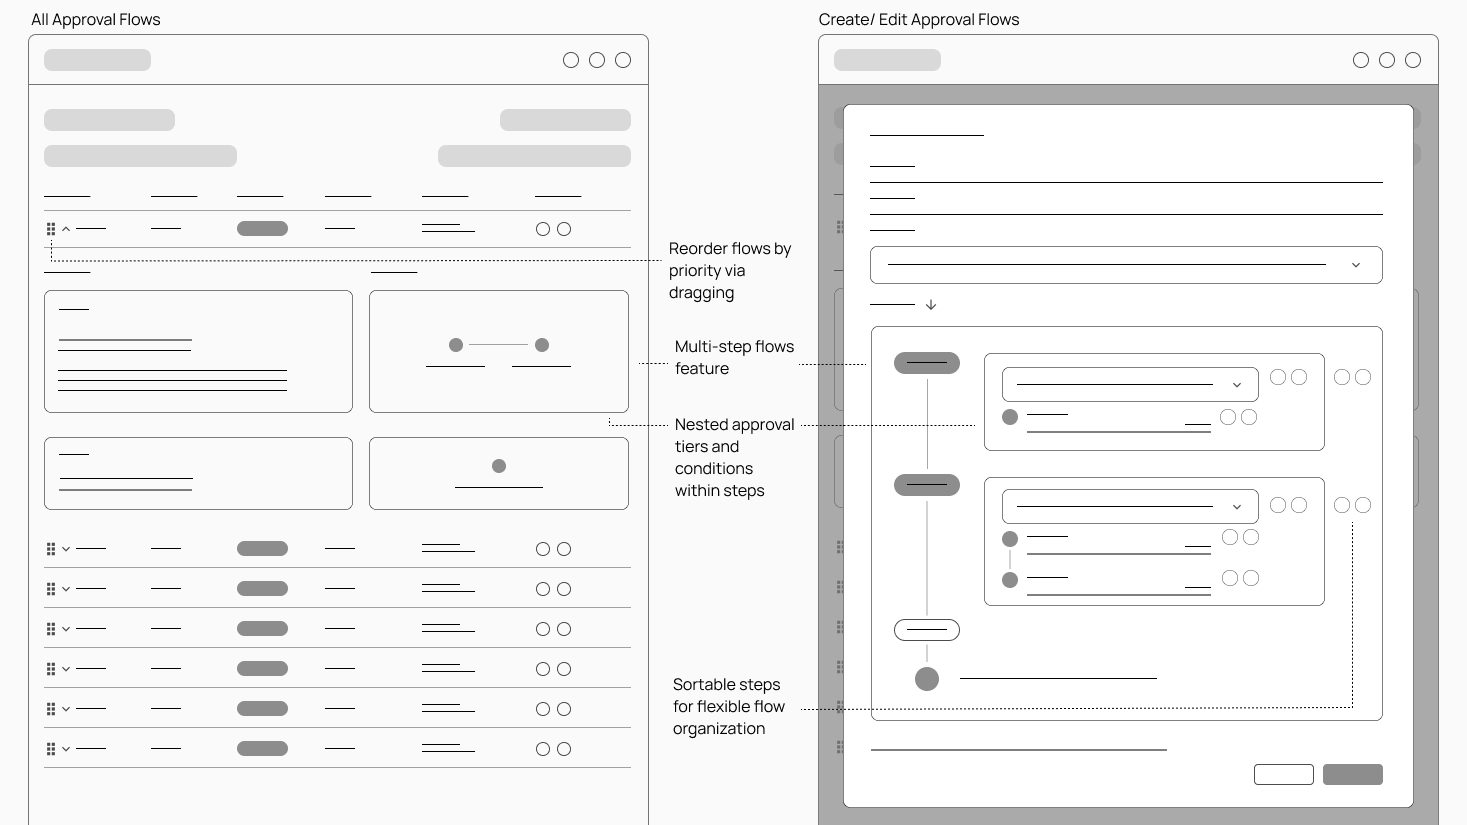 All Approval Flows
Create/ Edit Approval Flows
Reorder flows by
priority via
dragging
Multi-step flows
feature
Nested approval
tiers and
conditions
within steps
Sortable steps
for flexible flow
organization